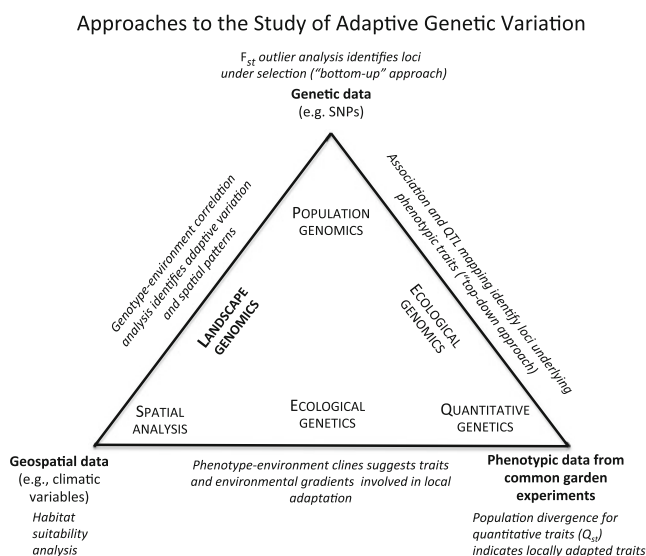 Approaches to the Study of Adaptive Genetic Variation
Fst outlier analysis identifies loci
under selection (“bottom-up” approach)
Genetic data
(e.g. SNPs)
Genotype-environment correlation
analysis identifies adaptive variation
and spatial patterns
Association and QTL mapping identify loci underlying
phenotypic traits (“top-down approach)
POPULATION
GENOMICS
LANDSCAPE
GENOMICS
ECOLOGICAL
GENOMICS
SPATIAL
ANALYSIS
ECOLOGICAL
GENETICS
QUANTITATIVE
GENETICS
Geospatial data
(e.g., climatic
variables)
Habitat
suitability
analysis
Phenotype-environment clines suggests traits
and environmental gradients involved in local
adaptation
Phenotypic data from
common garden
experiments
Population divergence for
quantitative traits (Qst)
indicates locally adapted traits